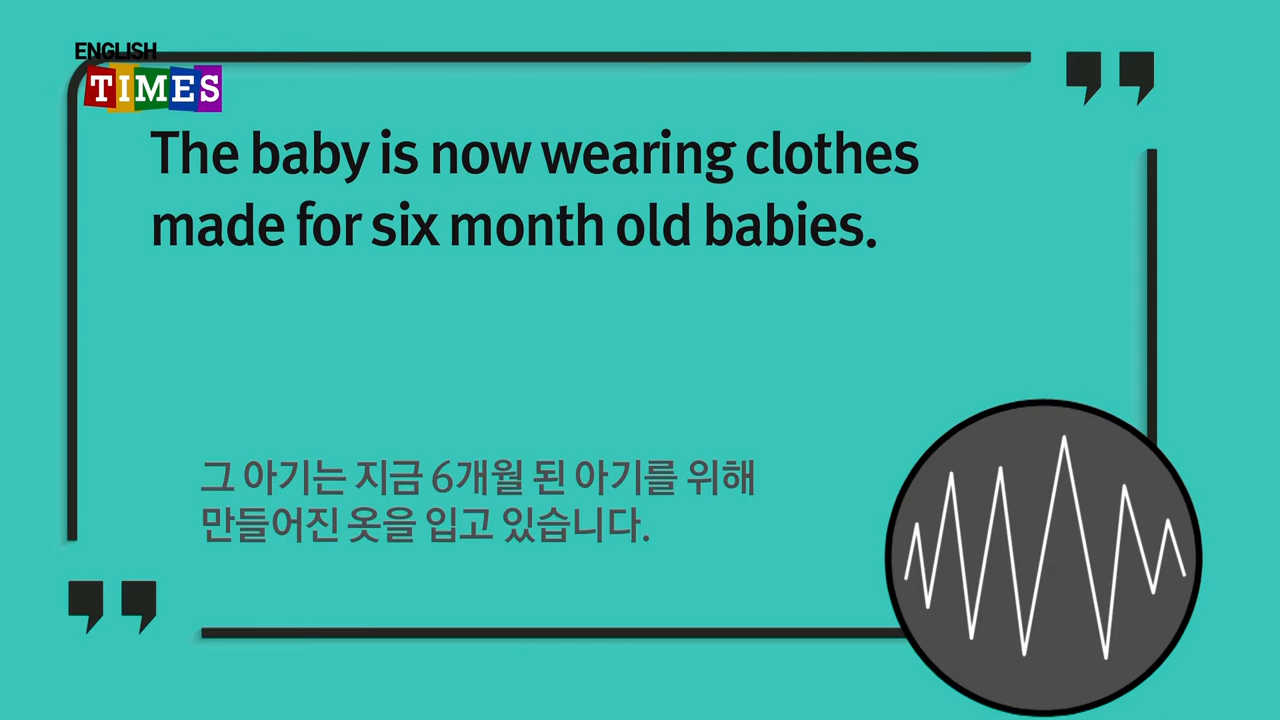 ENGLISH
TIMES
The baby is now wearing clothes
made for six month old babies.
그 아기는 지금 6개월 된 아기를 위해
만들어진 옷을 입고 있습니다.